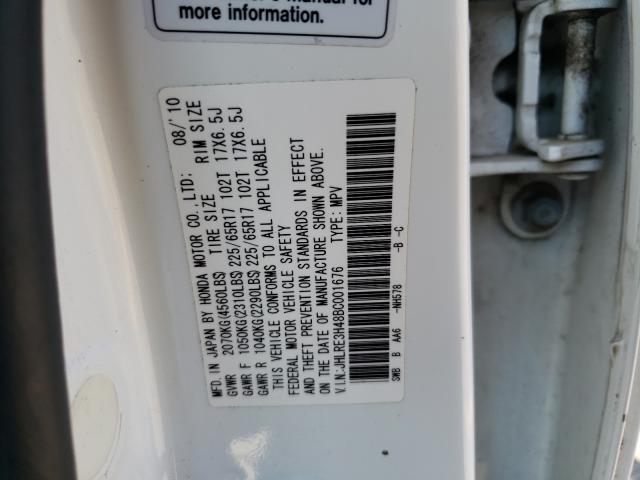 's manual for
more information.
MFD. IN JAPAN BY HONDA MOTOR CO. LTD; 08/'10
TIRE SIZE RIM SIZE
GVWR 2070KG(4560LBS)
GAWR F 1050KG(2310LBS) 225/65R17 102T 17X6.5J
GAWR R 1040KG(2290LBS) 225/65R17 102T 17X6.5J
THIS VEHICLE CONFORMS TO ALL APPLICABLE
FEDERAL MOTOR VEHICLE SAFETY
AND THEFT PREVENTION STANDARDS IN EFFECT
ON THE DATE OF MANUFACTURE SHOWN ABOVE.
V.I.N:JHLRE3H48BC001676 TYPE: MPV
SWB B AA6 -NH578 -B -C